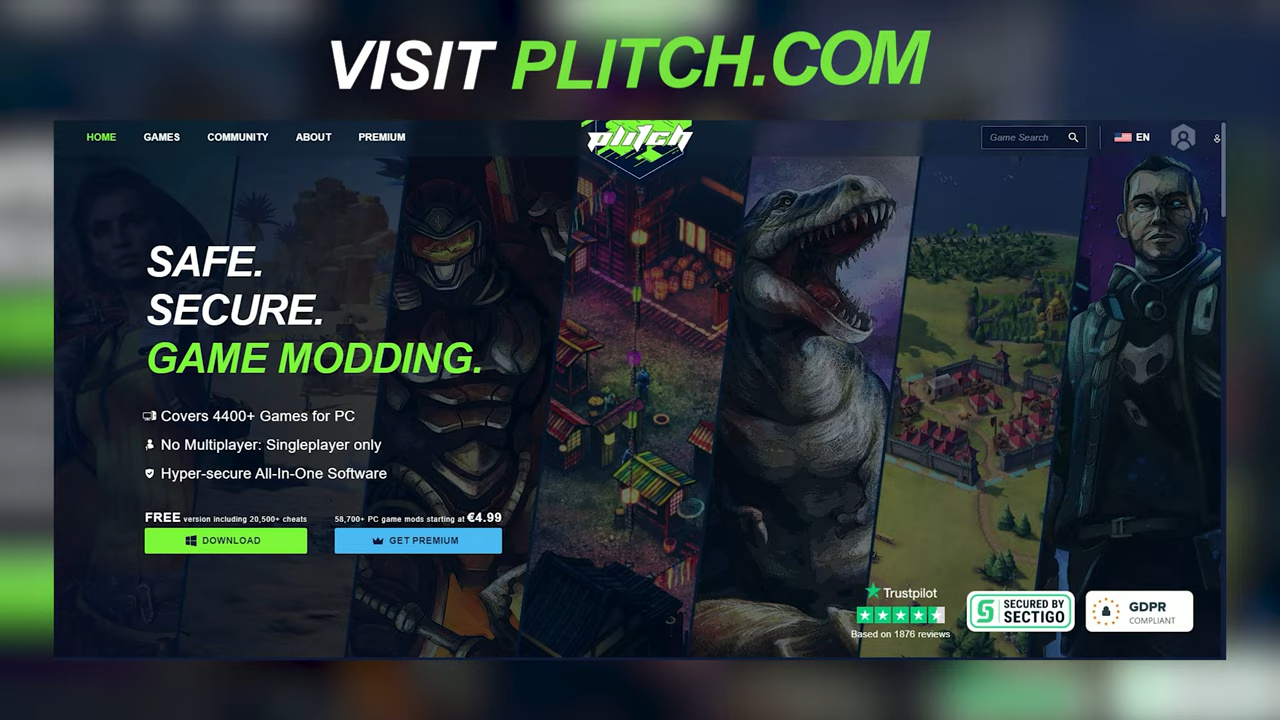 VISIT PLITCH.COM
HOME GAMES COMMUNITY ABOUT PREMIUM
plitch
Game Search
EN
SAFE.
SECURE.
GAME MODDING.
Covers 4400+ Games for PC
No Multiplayer: Singleplayer only
Hyper-secure All-In-One Software
FREE version including 20,500+ cheats
58,700+ PC game mods starting at €4.99
DOWNLOAD
GET PREMIUM
Trustpilot
Based on 1876 reviews
SECURED BY
SECTIGO
GDPR
COMPLIANT